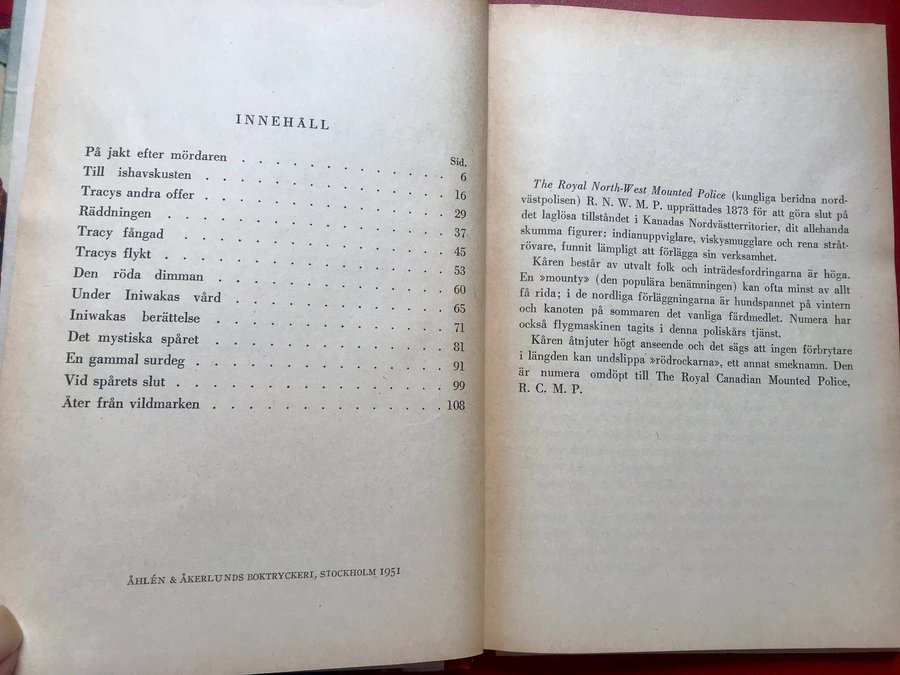 INNEHÅLL
Sid.
På jakt efter mördaren . . . . . . . . . . 6
Till ishavskusten . . . . . . . . . . . . 16
Tracys andra offer . . . . . . . . . . . . 29
Räddningen . . . . . . . . . . . . . 37
Tracy fångad . . . . . . . . . . . . 45
Tracys flykt . . . . . . . . . . . . . 53
Den röda dimman . . . . . . . . . . . 60
Under Iniwakas vård . . . . . . . . . . 65
Iniwakas berättelse . . . . . . . . . . . 71
Det mystiska spåret . . . . . . . . . . . 81
En gammal surdeg . . . . . . . . . . . 91
Vid spårets slut . . . . . . . . . . . . 99
Åter från vildmarken . . . . . . . . . . . 108
ÅHLÉN & ÅKERLUNDS BOKTRYCKERI, STOCKHOLM 1951
The Royal North-West Mounted Police (kungliga beridna nord-
västpolisen) R. N. W. M. P. upprättades 1873 för att göra slut på
det laglösa tillståndet i Kanadas Nordvästterritorier, dit allehanda
skumma figurer: indianuppviglare, viskysmugglare och rena stråt-
rövare, funnit lämpligt att förlägga sin verksamhet.
Kåren består av utvalt folk och inträdesfordringarna är höga.
En »mounty» (den populära benämningen) kan ofta minst av allt
få rida; i de nordliga förläggningarna är hundspannet på vintern
och kanoten på sommaren det vanliga färdmedlet. Numera har
också flygmaskinen tagits i denna poliskårs tjänst.
Kåren åtnjuter högt anseende och det sägs att ingen förbrytare
i längden kan undslippa »rödrockarna», ett annat smeknamn. Den
är numera omdöpt till The Royal Canadian Mounted Police,
R. C. M. P.